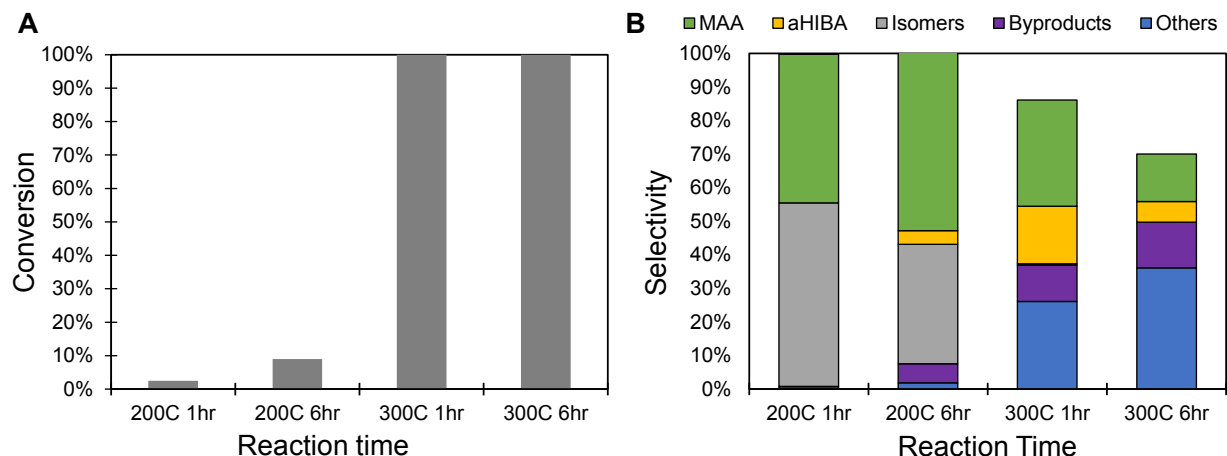 A
100%
90%
80%
70%
60%
50%
40%
30%
20%
10%
0%
Conversion
200C 1hr 200C 6hr 300C 1hr 300C 6hr
Reaction time
B
MAA aHIBA Isomers Byproducts Others
100%
90%
80%
70%
60%
50%
40%
30%
20%
10%
0%
Selectivity
200C 1hr 200C 6hr 300C 1hr 300C 6hr
Reaction Time